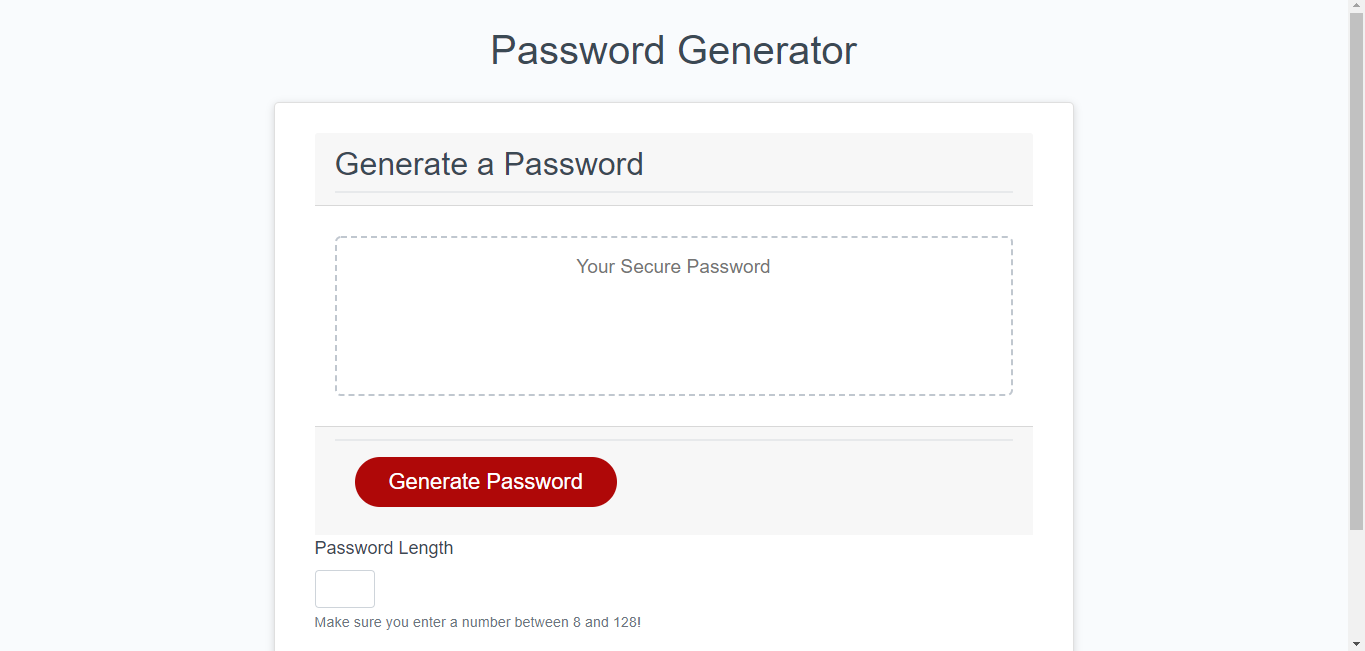 Password Generator
Generate a Password
Your Secure Password
Generate Password
Password Length
Make sure you enter a number between 8 and 128!